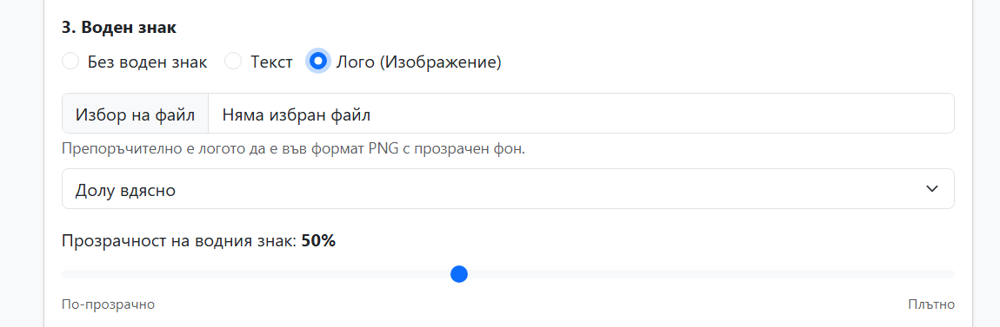 3. Воден знак
Без воден знак Текст Лого (Изображение)
Избор на файл Няма избран файл
Препоръчително е логото да е във формат PNG с прозрачен фон.
Долу вдясно
Прозрачност на водния знак: 50%
По-прозрачно Плътно